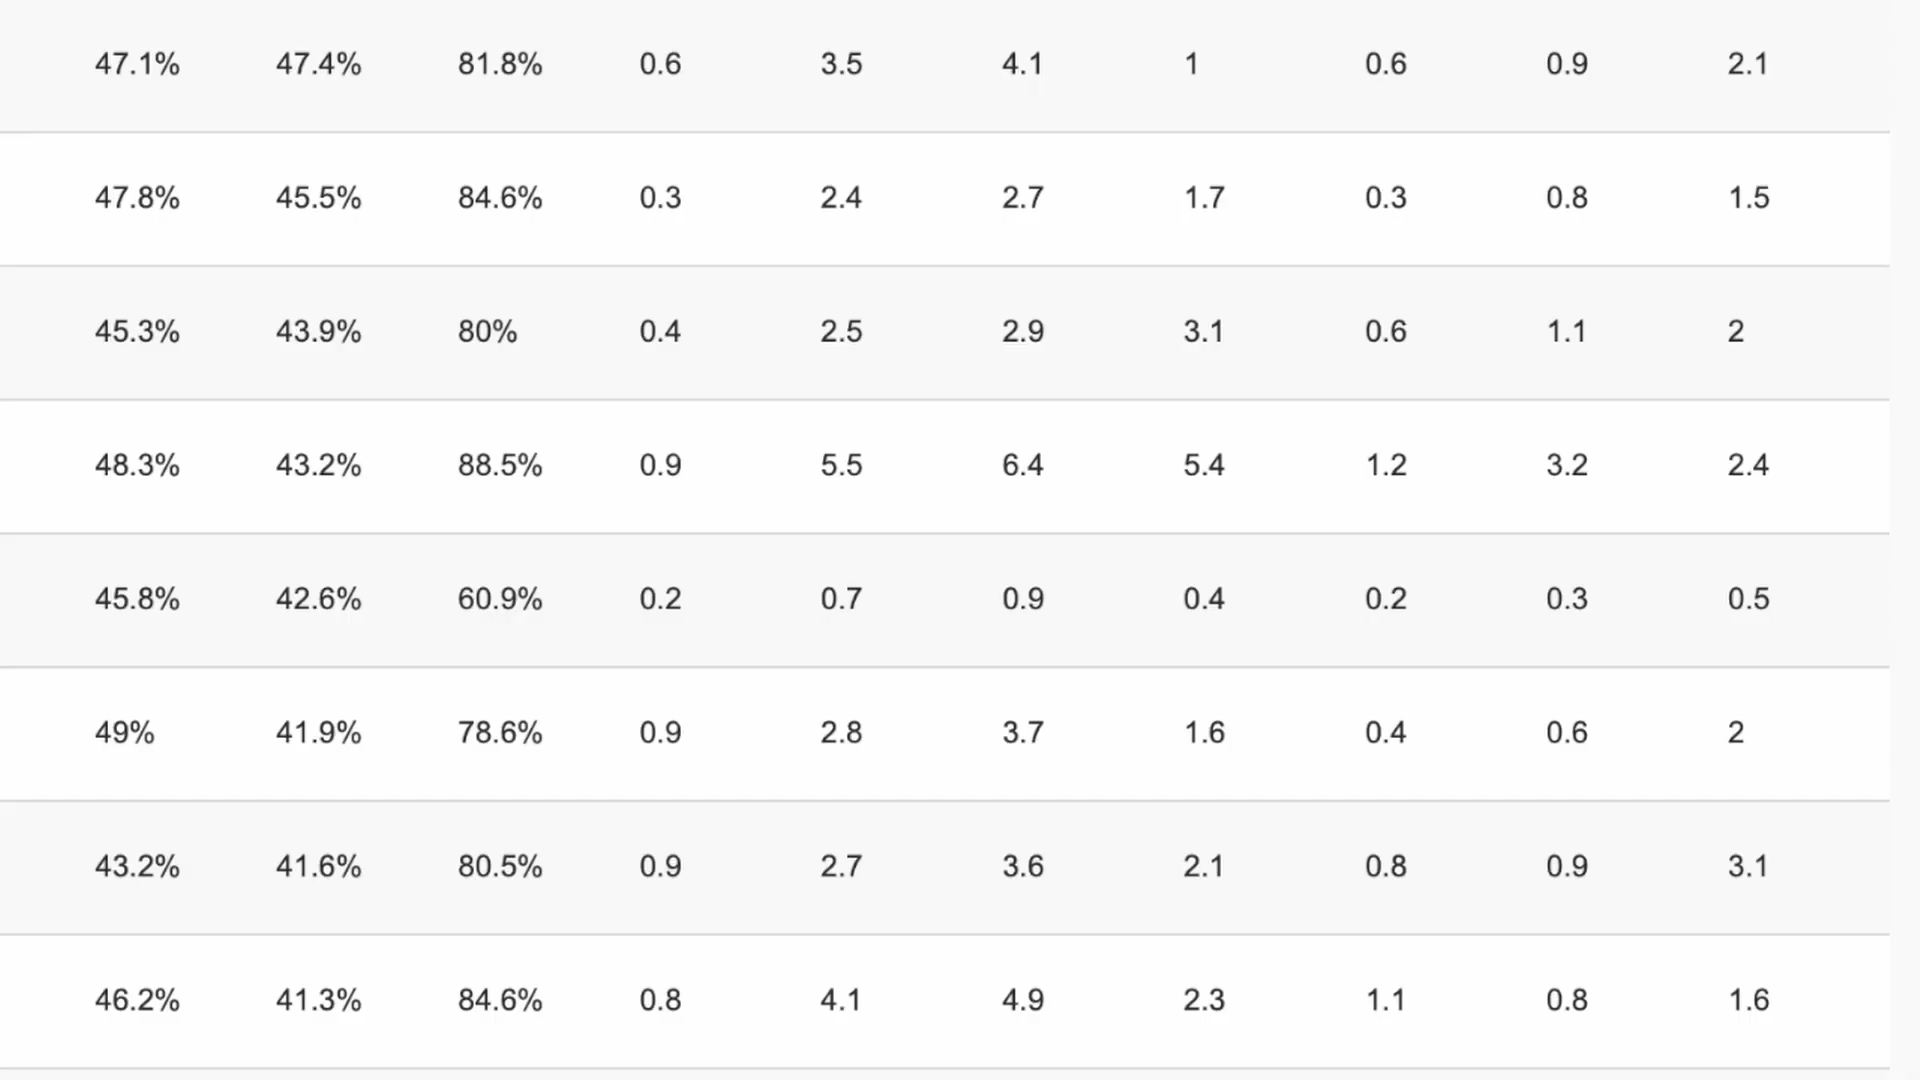 47.1% 47.4% 81.8% 0.6 3.5 4.1 1 0.6 0.9 2.1
47.8% 45.5% 84.6% 0.3 2.4 2.7 1.7 0.3 0.8 1.5
45.3% 43.9% 80% 0.4 2.5 2.9 3.1 0.6 1.1 2
48.3% 43.2% 88.5% 0.9 5.5 6.4 5.4 1.2 3.2 2.4
45.8% 42.6% 60.9% 0.2 0.7 0.9 0.4 0.2 0.3 0.5
49% 41.9% 78.6% 0.9 2.8 3.7 1.6 0.4 0.6 2
43.2% 41.6% 80.5% 0.9 2.7 3.6 2.1 0.8 0.9 3.1
46.2% 41.3% 84.6% 0.8 4.1 4.9 2.3 1.1 0.8 1.6